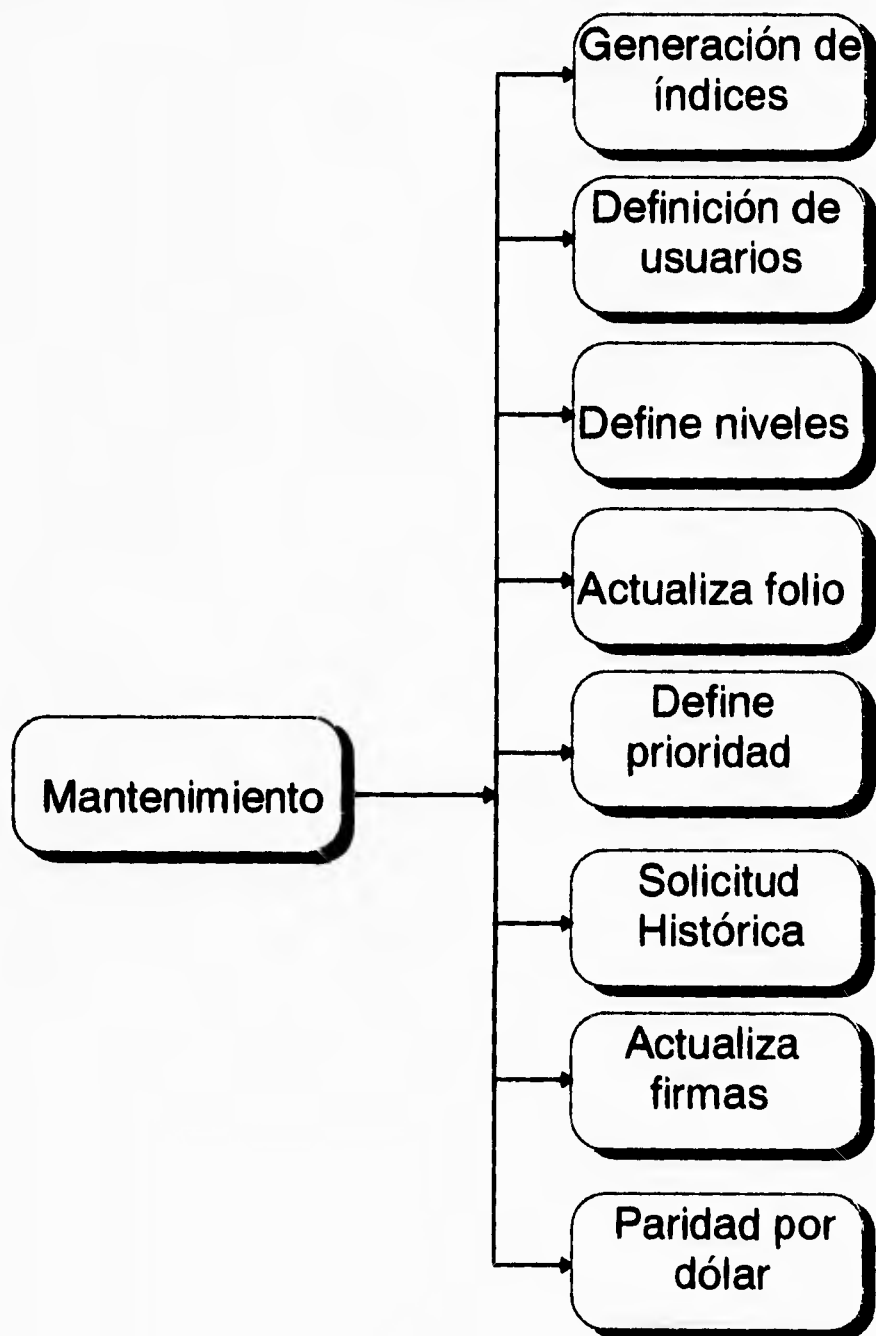 Generación de
índices
Definición de
usuarios
Define niveles
Actualiza folio
Define
prioridad
Mantenimiento
Solicitud
Histórica
Actualiza
firmas
Paridad por
dólar